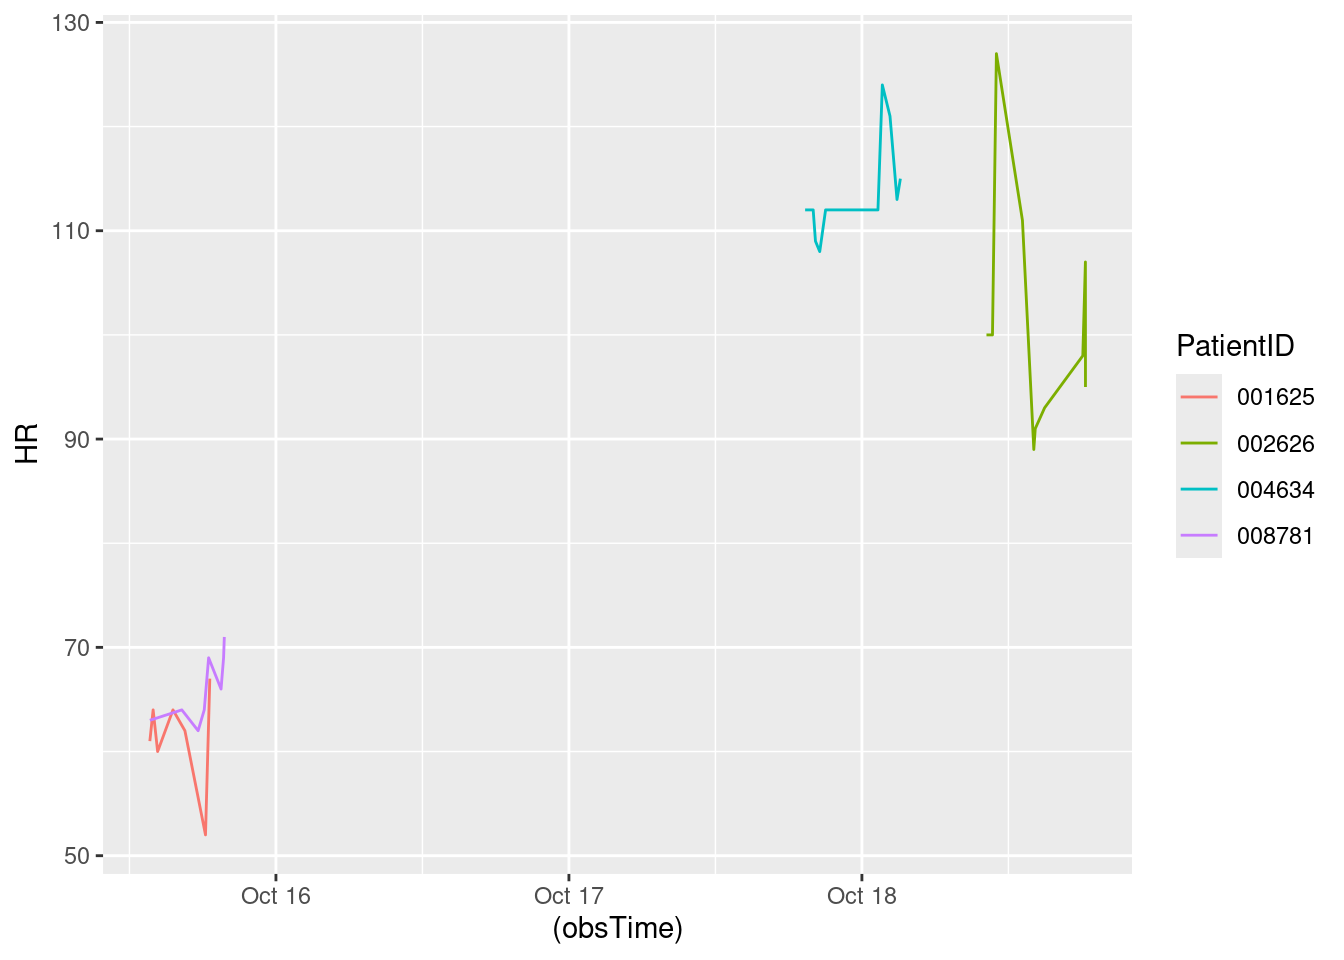 130
110
90
70
50
HR
Oct 16
Oct 17
Oct 18
(obsTime)
PatientID
001625
002626
004634
008781